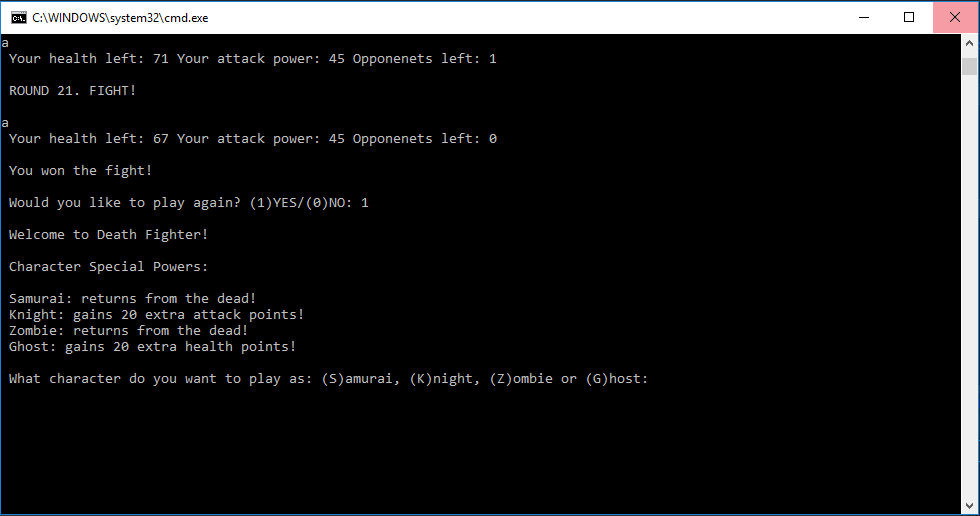 C:\WINDOWS\system32\cmd.exe
a
Your health left: 71 Your attack power: 45 Opponenets left: 1
ROUND 21. FIGHT!
a
Your health left: 67 Your attack power: 45 Opponenets left: 0
You won the fight!
Would you like to play again? (1)YES/(0)NO: 1
Welcome to Death Fighter!
Character Special Powers:
Samurai: returns from the dead!
Knight: gains 20 extra attack points!
Zombie: returns from the dead!
Ghost: gains 20 extra health points!
What character do you want to play as: (S)amurai, (K)night, (Z)ombie or (G)host: